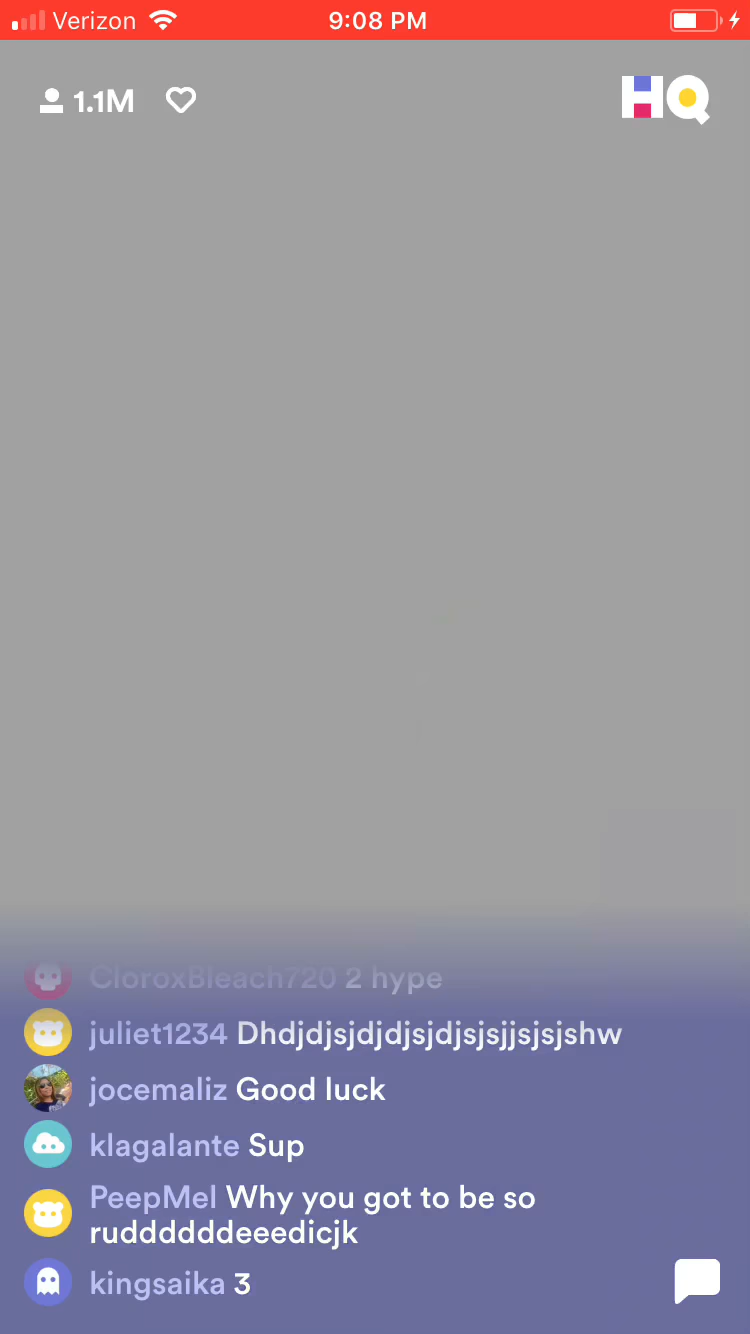 Verizon 9:08 PM
1.1M HQ
CloroxBleach720 2 hype
juliet1234 Dhdjdjsjdjdjsjdjsjsjjsjsjshw
jocemaliz Good luck
klagalante Sup
PeepMel Why you got to be so
ruddddddeeedicjk
kingsaika 3